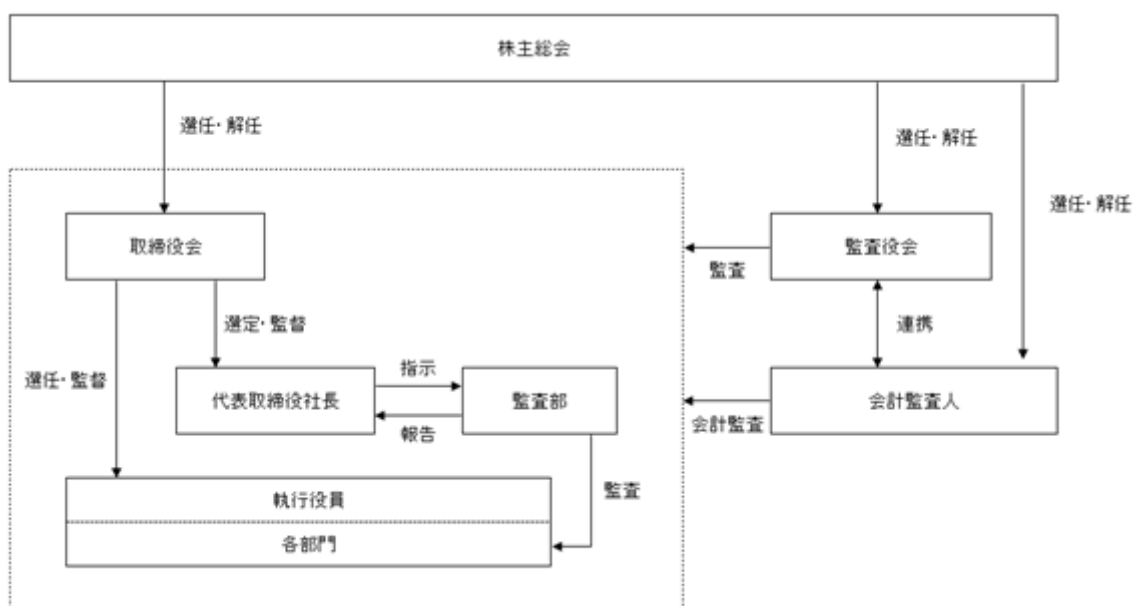 株主総会
選任・解任
選任・解任
選任・解任
取締役会
監査役会
監査
選定・監督
連携
選任・監督
代表取締役社長
指示
報告
監査部
会計監査人
会計監査
監査
執行役員
各部門